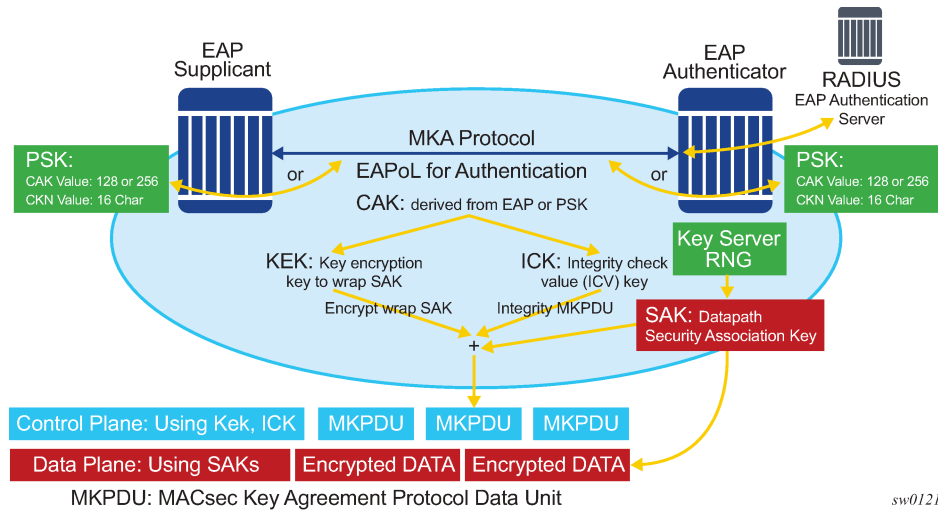 EAP
Supplicant
EAP
Authenticator
RADIUS
EAP Authentication
Server
MKA Protocol
PSK:
CAK Value: 128 or 256
CKN Value: 16 Char
or
EAPoL for Authentication
or
PSK:
CAK Value: 128 or 256
CKN Value: 16 Char
CAK: derived from EAP or PSK
Key Server
RNG
KEK: Key encryption
key to wrap SAK
ICK: Integrity check
value (ICV) key
Encrypt wrap SAK
Integrity MKPDU
SAK: Datapath
Security Association Key
+
Control Plane: Using Kek, ICK
MKPDU
MKPDU
MKPDU
Data Plane: Using SAKs
Encrypted DATA
Encrypted DATA
MKPDU: MACsec Key Agreement Protocol Data Unit
sw0121